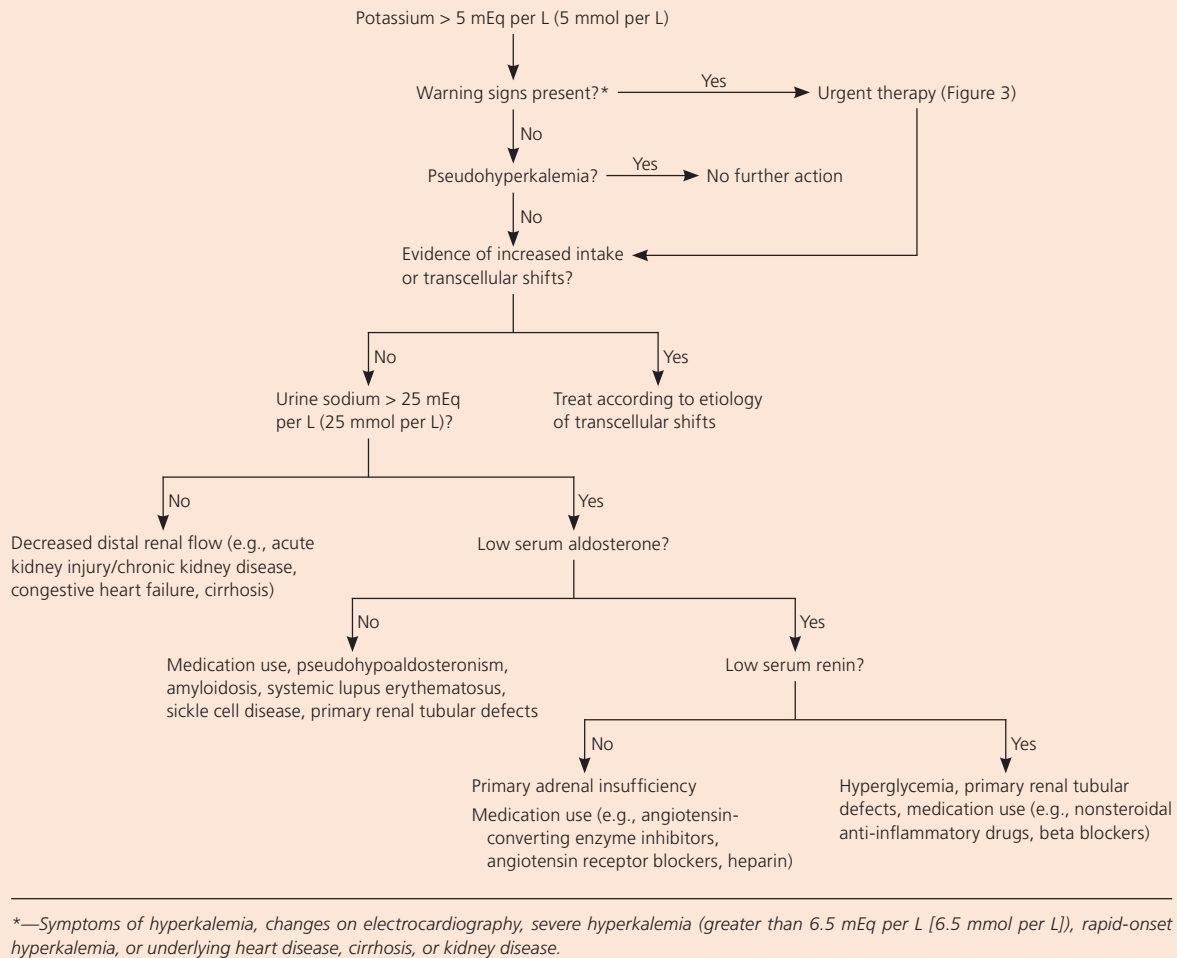 Potassium > 5 mEq per L (5 mmol per L)
Warning signs present?*
Yes
Urgent therapy (Figure 3)
No
Pseudohyperkalemia?
Yes
No further action
No
Evidence of increased intake
or transcellular shifts?
No
Yes
Urine sodium > 25 mEq
per L (25 mmol per L)?
Treat according to etiology
of transcellular shifts
No
Yes
Decreased distal renal flow (e.g., acute
kidney injury/chronic kidney disease,
congestive heart failure, cirrhosis)
Low serum aldosterone?
No
Yes
Medication use, pseudohypoaldosteronism,
amyloidosis, systemic lupus erythematosus,
sickle cell disease, primary renal tubular defects
Low serum renin?
No
Yes
Primary adrenal insufficiency
Medication use (e.g., angiotensin-
converting enzyme inhibitors,
angiotensin receptor blockers, heparin)
Hyperglycemia, primary renal tubular
defects, medication use (e.g., nonsteroidal
anti-inflammatory drugs, beta blockers)
*—Symptoms of hyperkalemia, changes on electrocardiography, severe hyperkalemia (greater than 6.5 mEq per L [6.5 mmol per L]), rapid-onset
hyperkalemia, or underlying heart disease, cirrhosis, or kidney disease.